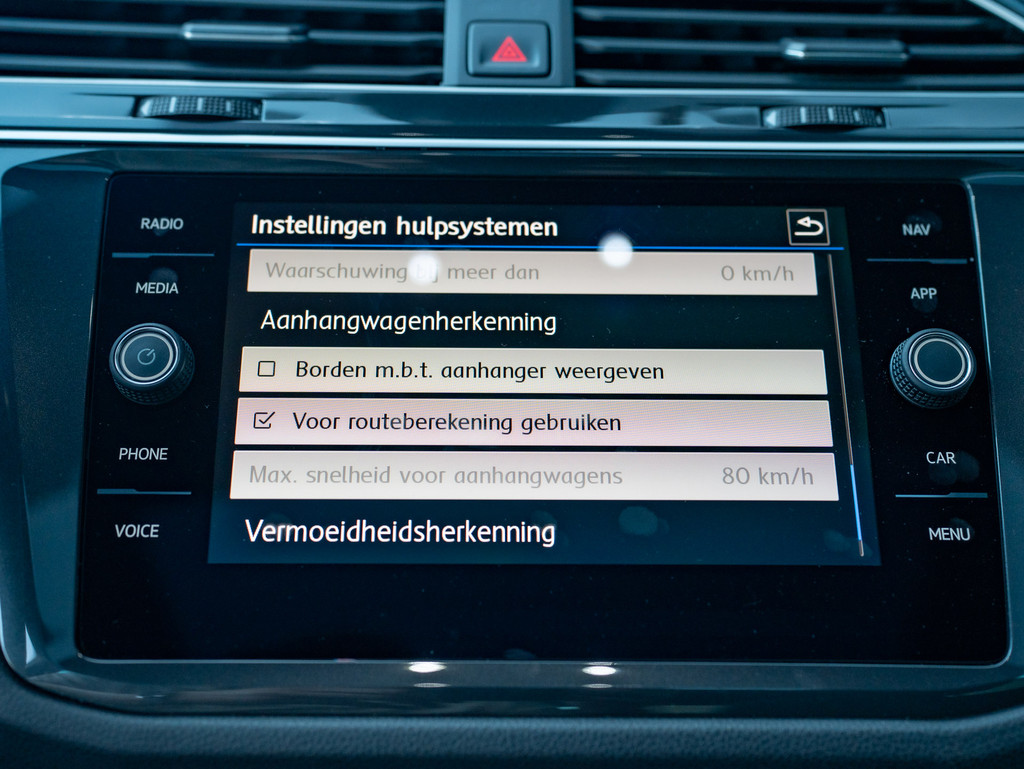 RADIO
MEDIA
PHONE
VOICE
Instellingen hulpsystemen
Waarschuwing bij meer dan 0 km/h
Aanhangwagenherkenning
Borden m.b.t. aanhanger weergeven
Voor routeberekening gebruiken
Max. snelheid voor aanhangwagens 80 km/h
Vermoeidheidsherkenning
NAV
APP
CAR
MENU